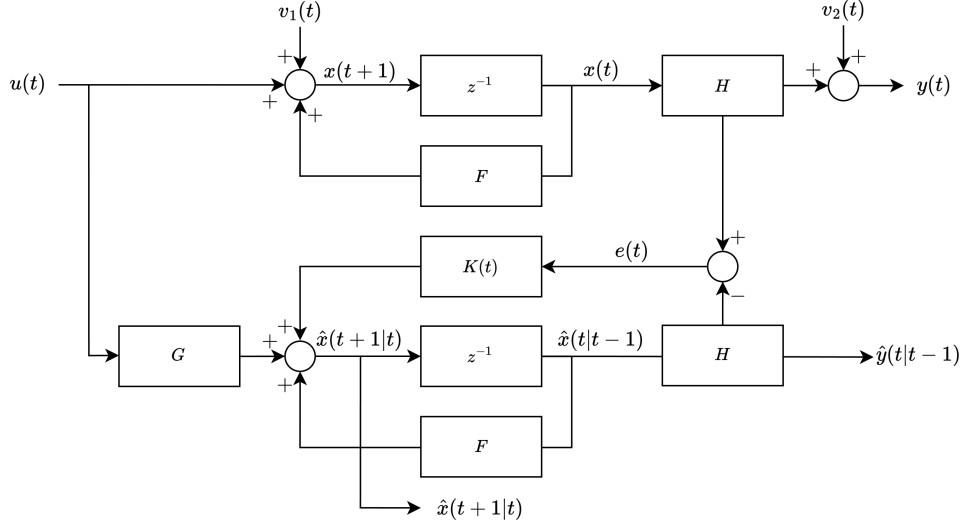 v₁(t)
v₂(t)
+
+
u(t)
x(t+1)
z⁻¹
x(t)
H
+
+
y(t)
+
+
F
+
K(t)
e(t)
−
+
G
+
x̂(t+1|t)
z⁻¹
x̂(t|t−1)
H
ŷ(t|t−1)
+
F
x̂(t+1|t)